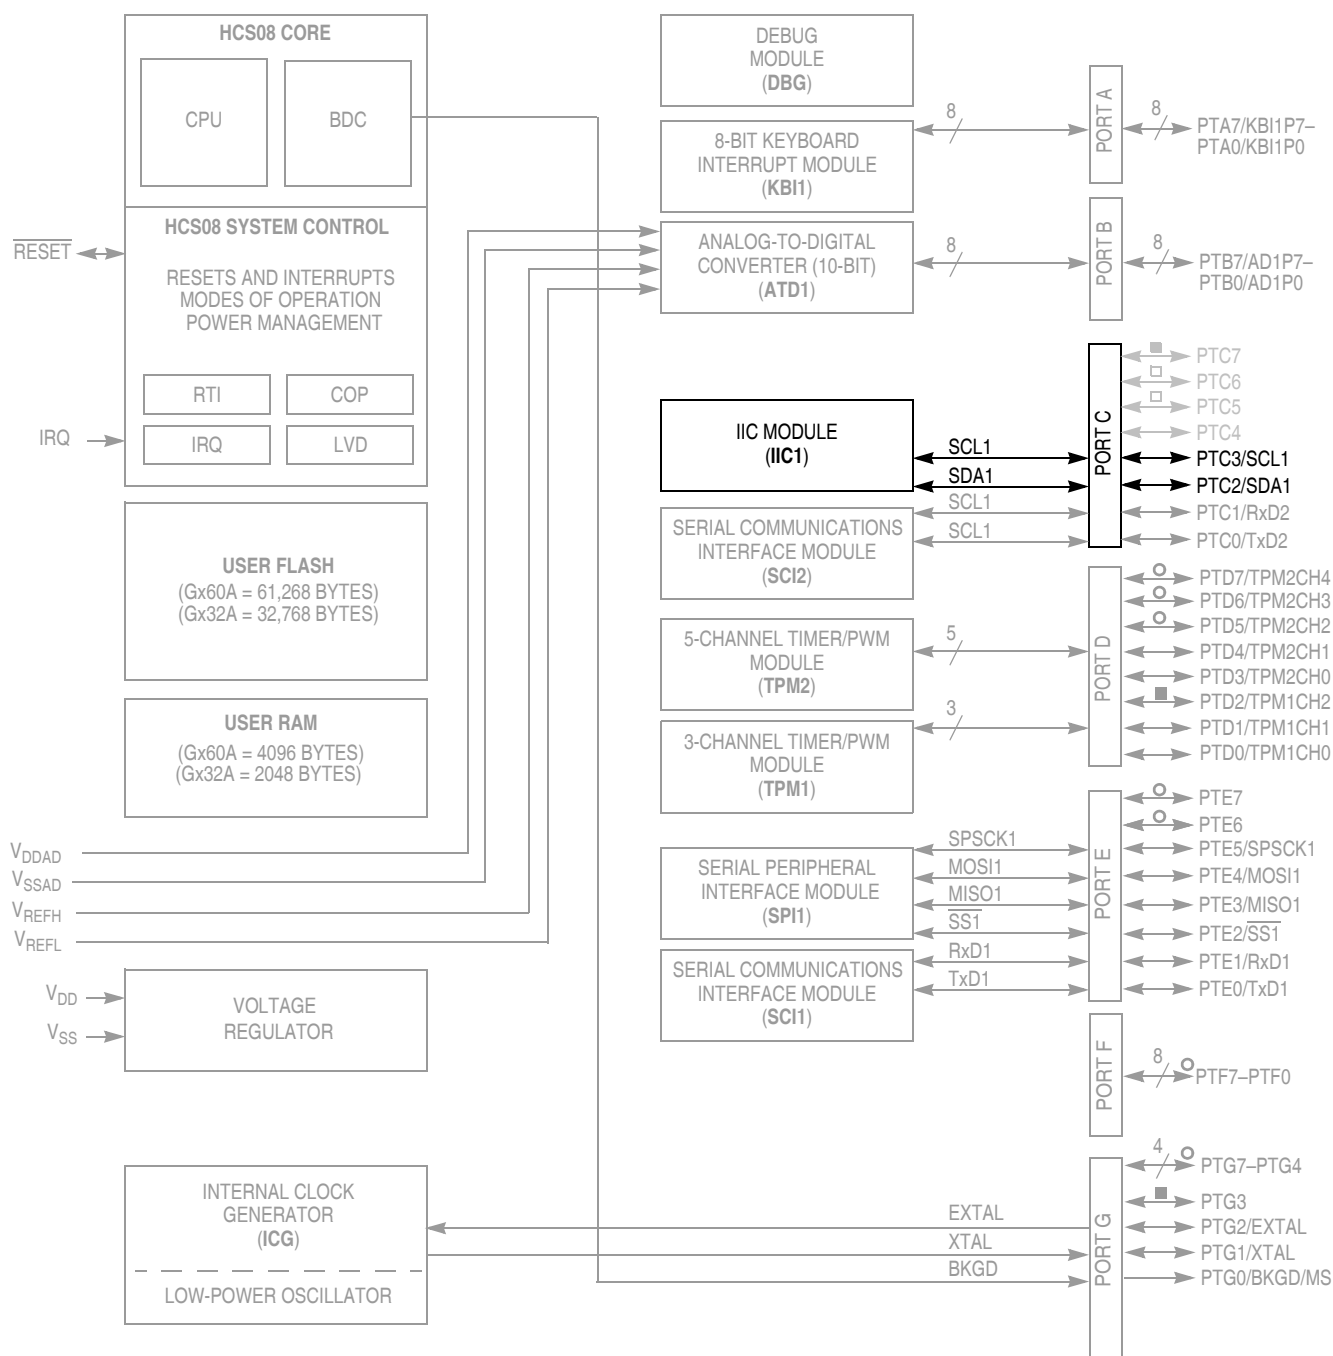 HCS08 CORE
CPU
BDC
HCS08 SYSTEM CONTROL
RESETS AND INTERRUPTS
MODES OF OPERATION
POWER MANAGEMENT
RTI
COP
IRQ
LVD
RESET
IRQ
USER FLASH
(Gx60A = 61,268 BYTES)
(Gx32A = 32,768 BYTES)
USER RAM
(Gx60A = 4096 BYTES)
(Gx32A = 2048 BYTES)
VDDAD
VSSAD
VREFH
VREFL
VDD
VSS
VOLTAGE
REGULATOR
INTERNAL CLOCK
GENERATOR
(ICG)
LOW-POWER OSCILLATOR
DEBUG
MODULE
(DBG)
8-BIT KEYBOARD
INTERRUPT MODULE
(KBI1)
8
ANALOG-TO-DIGITAL
CONVERTER (10-BIT)
(ATD1)
8
IIC MODULE
(IIC1)
SCL1
SDA1
SERIAL COMMUNICATIONS
INTERFACE MODULE
(SCI2)
SCL1
SCL1
5-CHANNEL TIMER/PWM
MODULE
(TPM2)
5
3-CHANNEL TIMER/PWM
MODULE
(TPM1)
3
SERIAL PERIPHERAL
INTERFACE MODULE
(SPI1)
SPSCK1
MOSI1
MISO1
SS1
SERIAL COMMUNICATIONS
INTERFACE MODULE
(SCI1)
RxD1
TxD1
EXTAL
XTAL
BKGD
PORT A
8
PTA7/KBI1P7–
PTA0/KBI1P0
PORT B
8
PTB7/AD1P7–
PTB0/AD1P0
PORT C
PTC7
PTC6
PTC5
PTC4
PTC3/SCL1
PTC2/SDA1
PTC1/RxD2
PTC0/TxD2
PORT D
PTD7/TPM2CH4
PTD6/TPM2CH3
PTD5/TPM2CH2
PTD4/TPM2CH1
PTD3/TPM2CH0
PTD2/TPM1CH2
PTD1/TPM1CH1
PTD0/TPM1CH0
PORT E
PTE7
PTE6
PTE5/SPSCK1
PTE4/MOSI1
PTE3/MISO1
PTE2/SS1
PTE1/RxD1
PTE0/TxD1
PORT F
8
PTF7–PTF0
PORT G
4
PTG7–PTG4
PTG3
PTG2/EXTAL
PTG1/XTAL
PTG0/BKGD/MS